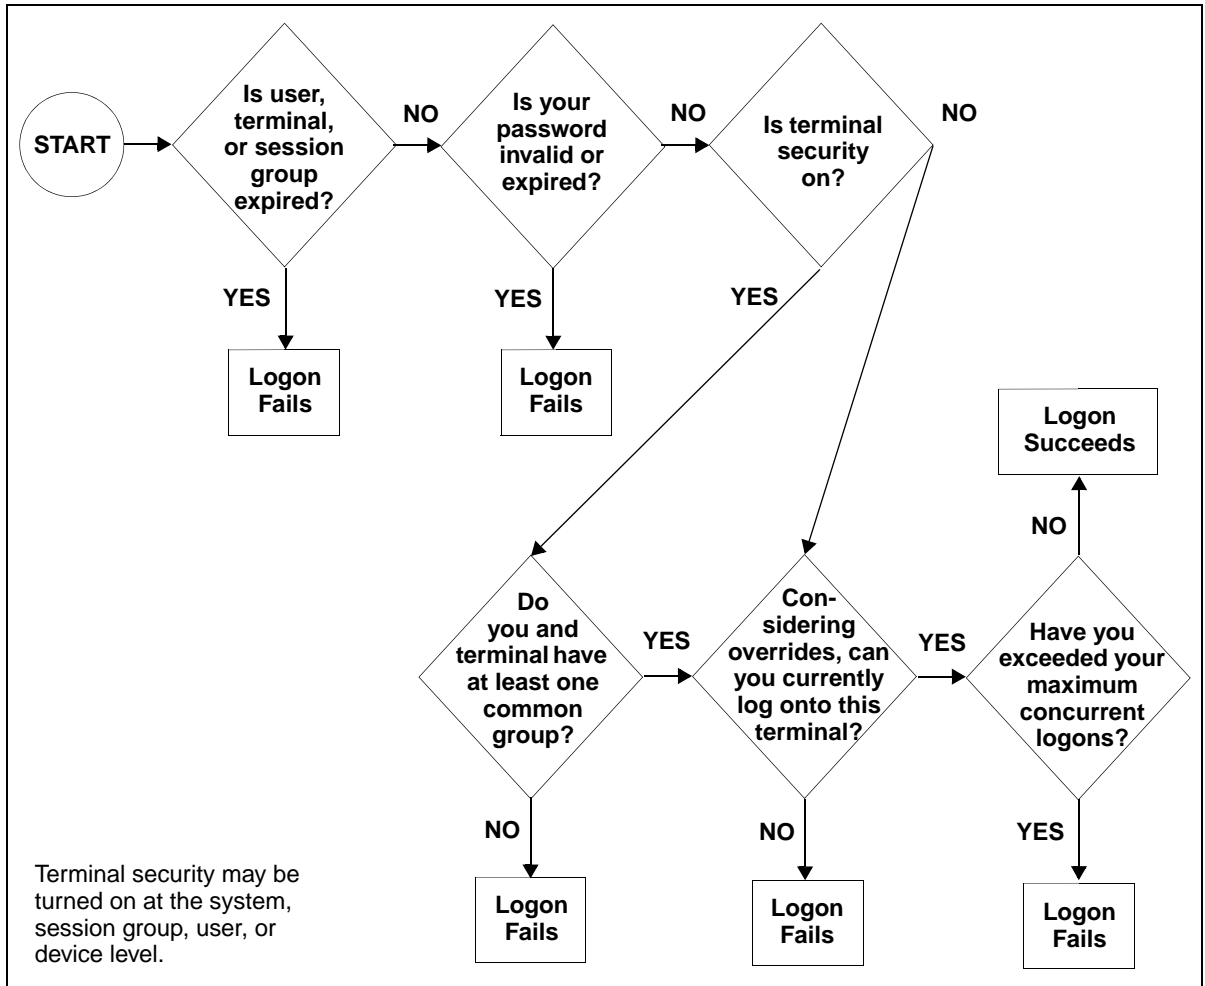 START
Is user,
terminal,
or session
group
expired?
NO
Is your
password
invalid or
expired?
NO
Is terminal
security
on?
NO
YES
Logon
Fails
YES
Logon
Fails
YES
Logon
Succeeds
NO
Do
you and
terminal have
at least one
common
group?
YES
Con-
sidering
overrides, can
you currently
log onto this
terminal?
YES
Have you
exceeded your
maximum
concurrent
logons?
NO
Logon
Fails
NO
Logon
Fails
YES
Logon
Fails
Terminal security may be
turned on at the system,
session group, user, or
device level.